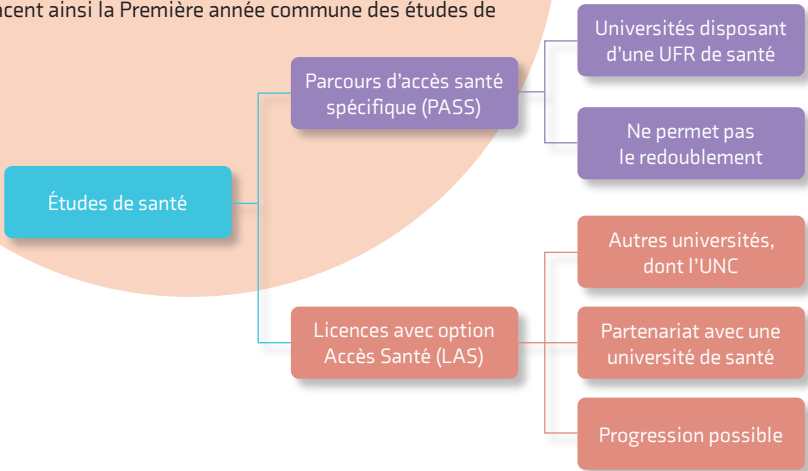 ainsi la Première année commune des études de
Études de santé
Parcours d'accès santé
spécifique (PASS)
Universités disposant
d'une UFR de santé
Ne permet pas
le redoublement
Licences avec option
Accès Santé (LAS)
Autres universités,
dont l'UNC
Partenariat avec une
université de santé
Progression possible